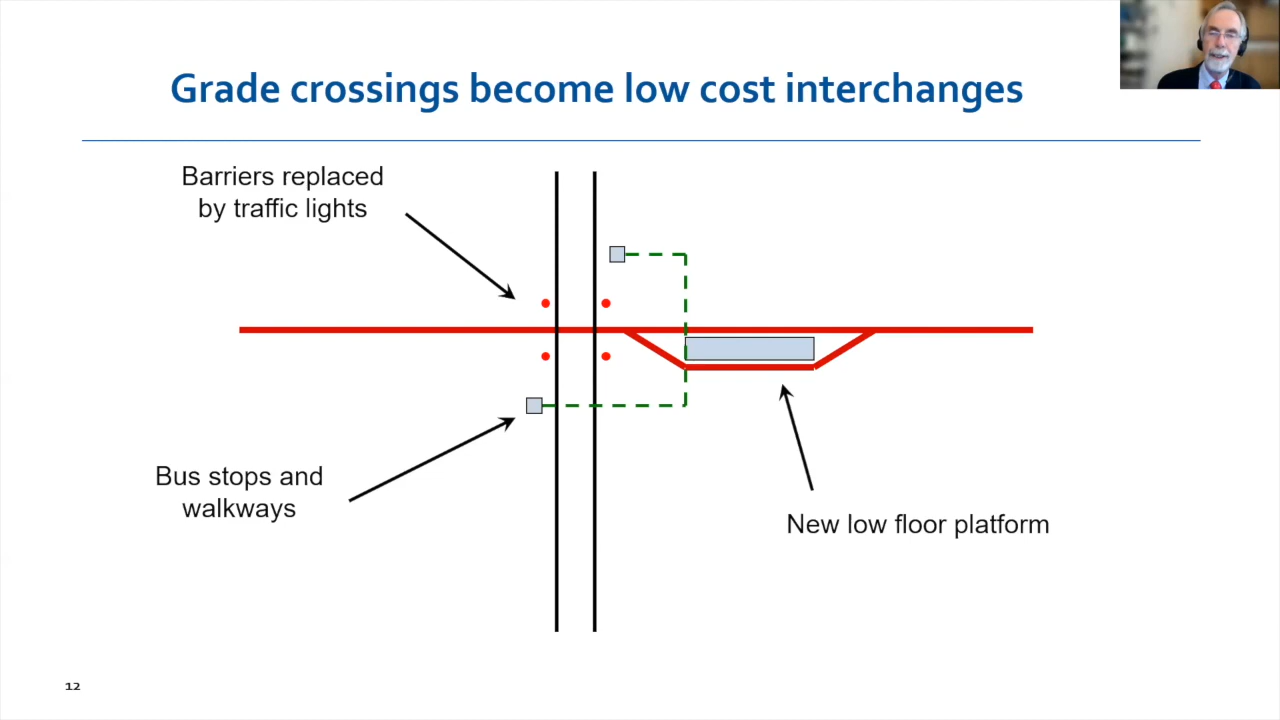 Grade crossings become low cost interchanges
Barriers replaced
by traffic lights
Bus stops and
walkways
New low floor platform
12